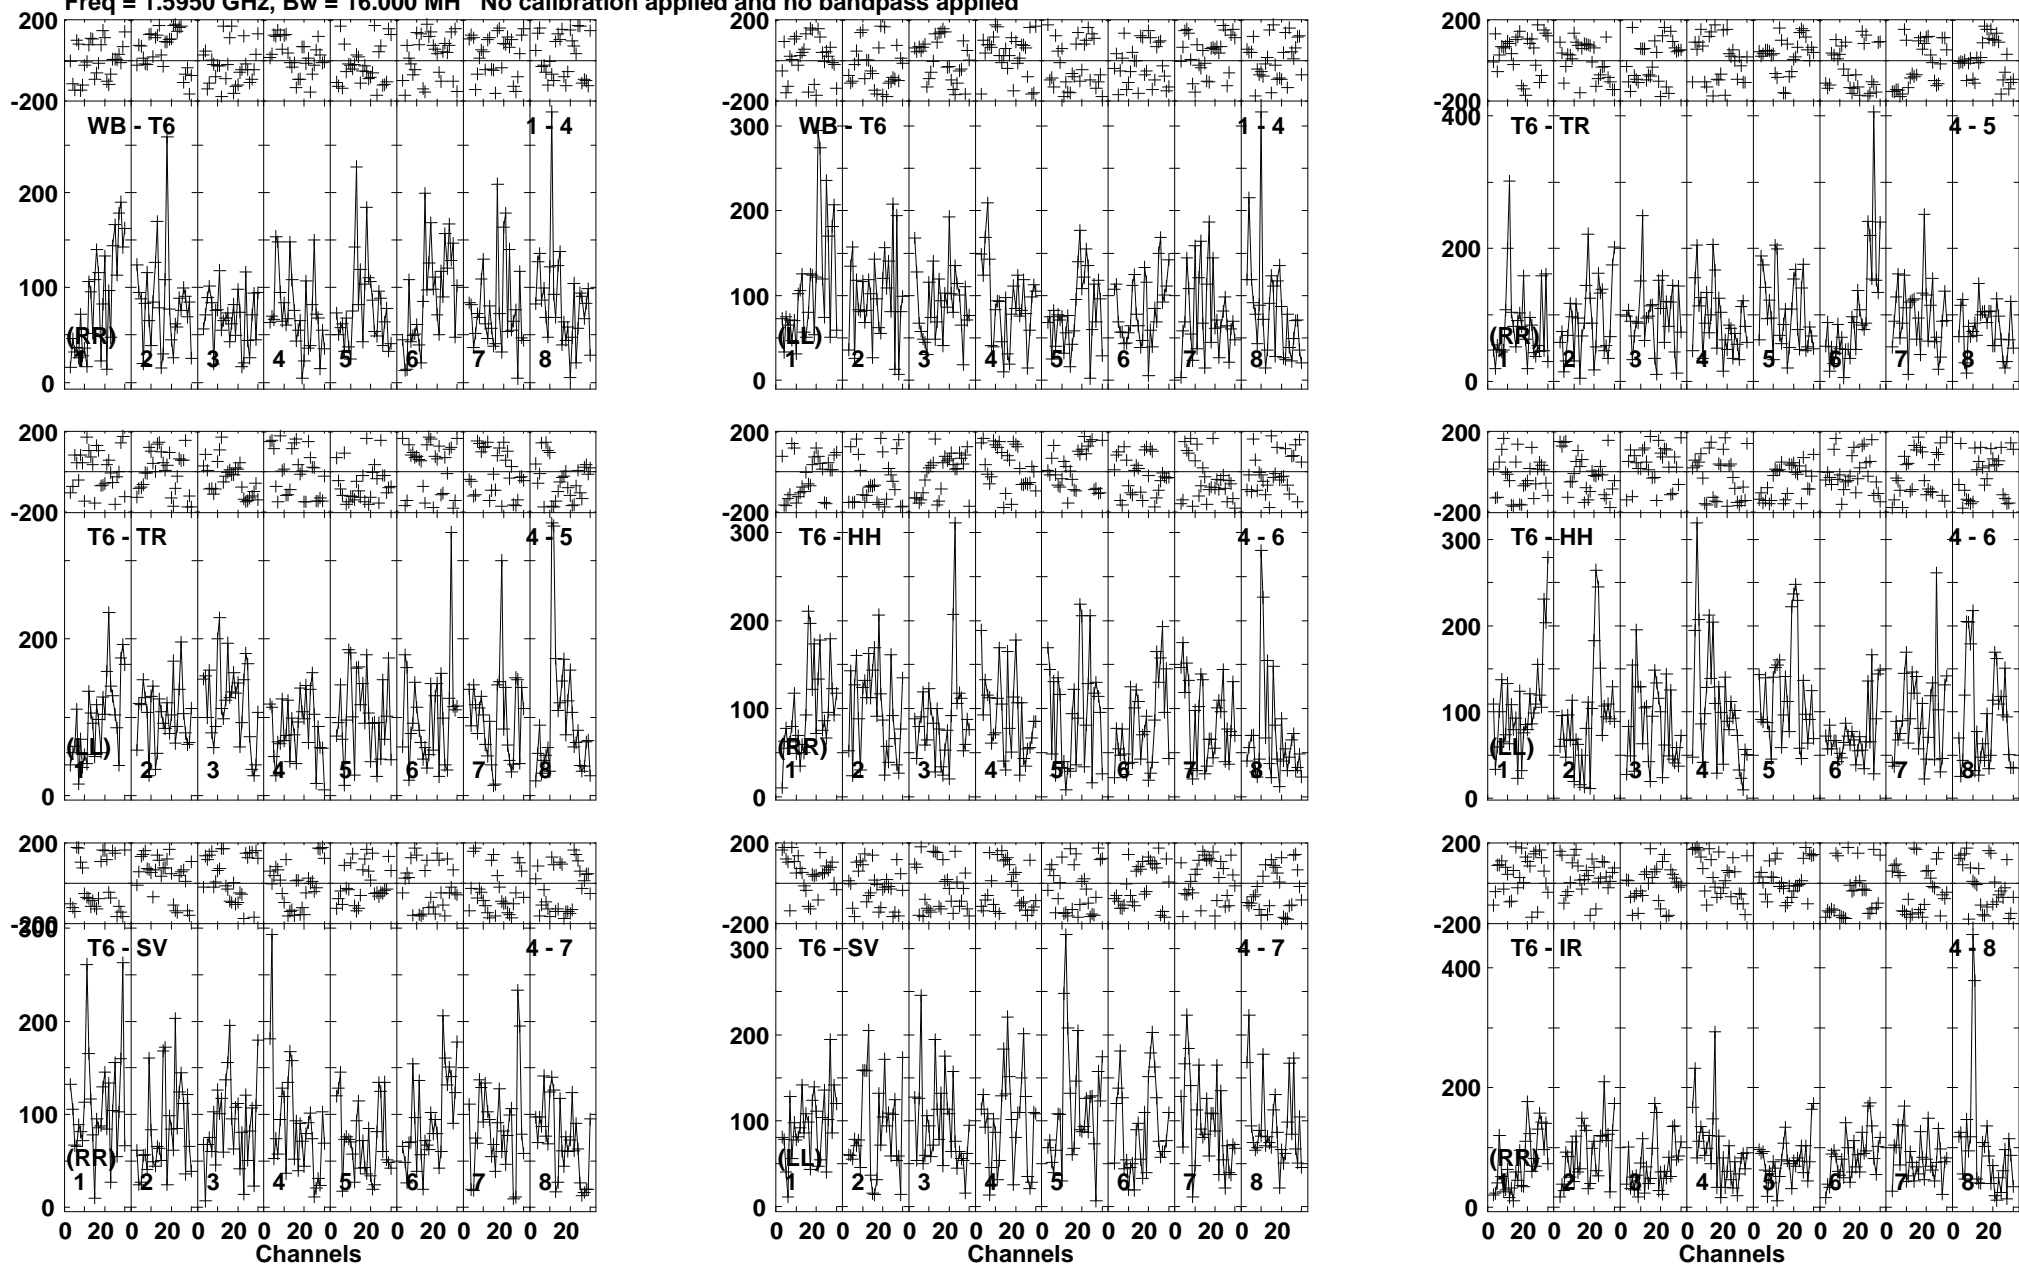 Freq = 1.5950 GHz, Bw = 16.000 MH No calibration applied and no bandpass applied
200 200 200
-200 -200 -200
WB - T6 1 - 4 WB - T6 1 - 4 T6 - TR 4 - 5
300 400
200 200 200
100 100
(RR) (LL) (RR)
1 2 3 4 5 6 7 8 1 2 3 4 5 6 7 8 1 2 3 4 5 6 7 8
0 0 0
200 200 200
-200 -200 -200
T6 - TR 4 - 5 T6 - HH 4 - 6 T6 - HH 4 - 6
300 300
200 200 200
100 100
(LL) (RR) (LL)
1 2 3 4 5 6 7 8 1 2 3 4 5 6 7 8 1 2 3 4 5 6 7 8
0 0 0
200 200 200
-200 -200 -200
300
T6 - SV 4 - 7 T6 - SV 4 - 7 T6 - IR 4 - 8
300 400
200 200 200
100 100
(RR) (LL) (RR)
1 2 3 4 5 6 7 8 1 2 3 4 5 6 7 8 1 2 3 4 5 6 7 8
0 0 0
0 20 0 20 0 20 0 20 0 20 0 20 0 20 0 20 0 20 0 20 0 20 0 20 0 20 0 20 0 20 0 20 0 20 0 20 0 20 0 20 0 20 0 20 0 20 0 20
Channels Channels Channels